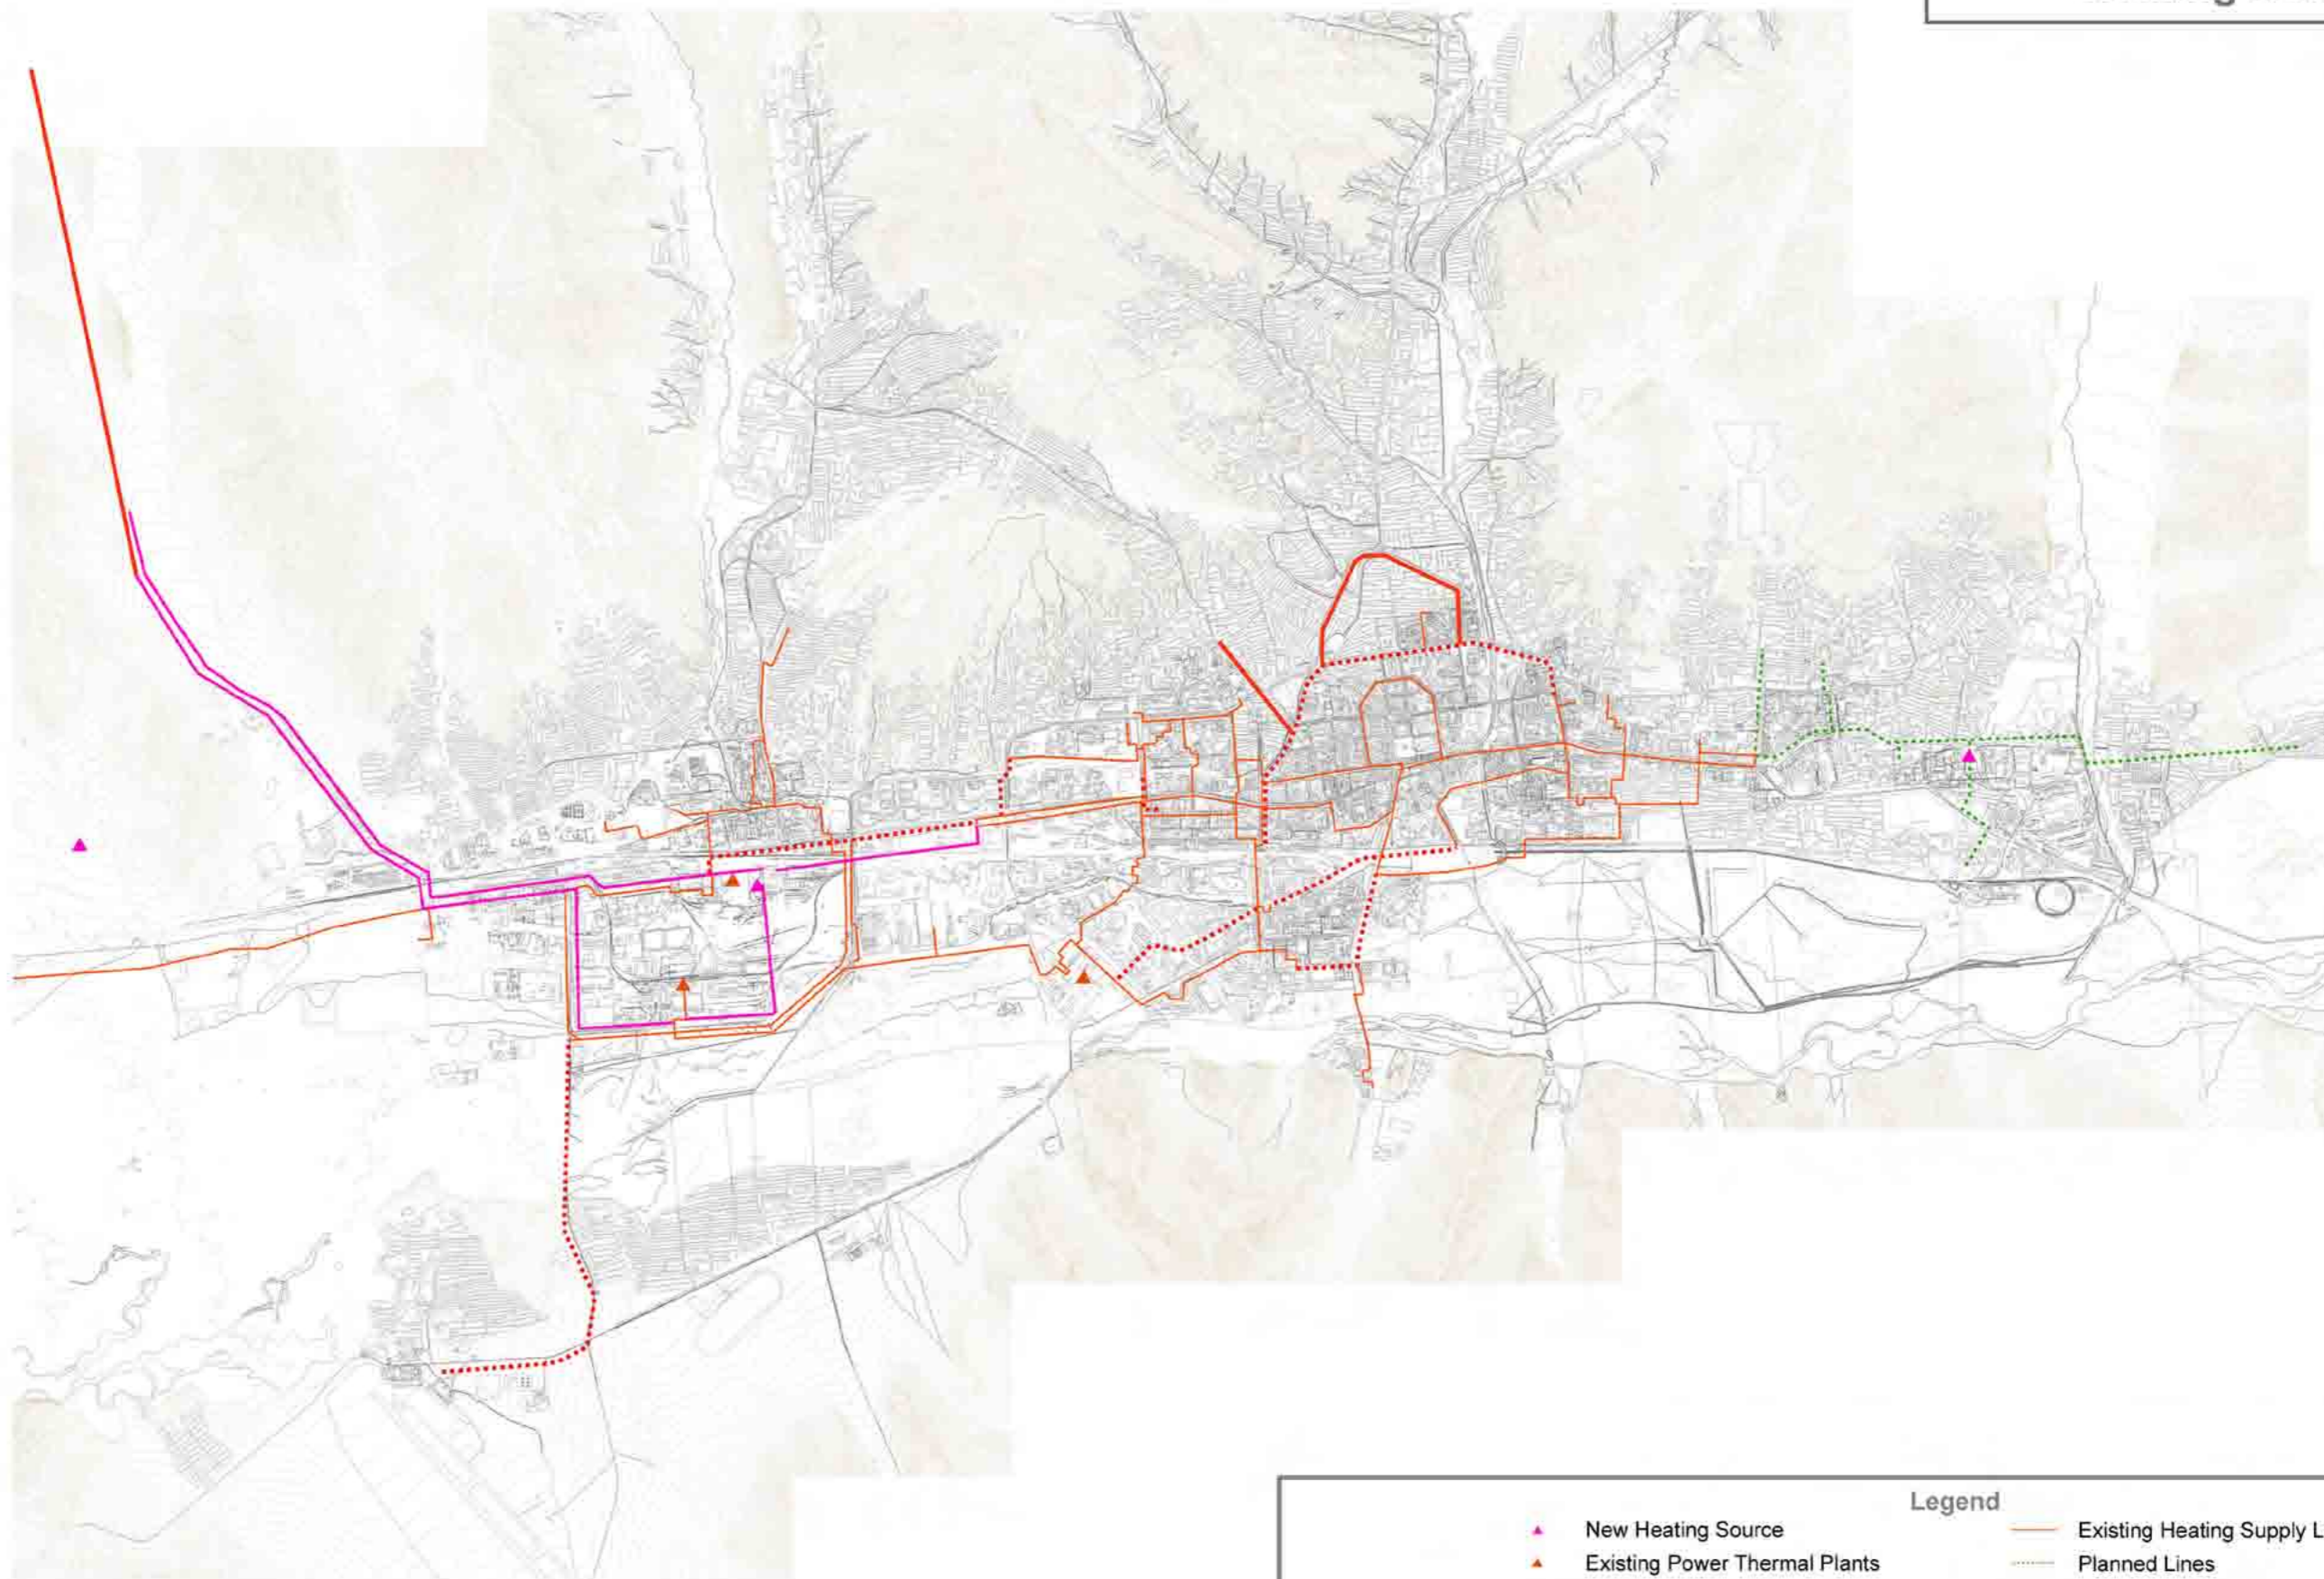 Legend
New Heating Source
Existing Heating Supply L
Existing Power Thermal Plants
Planned Lines